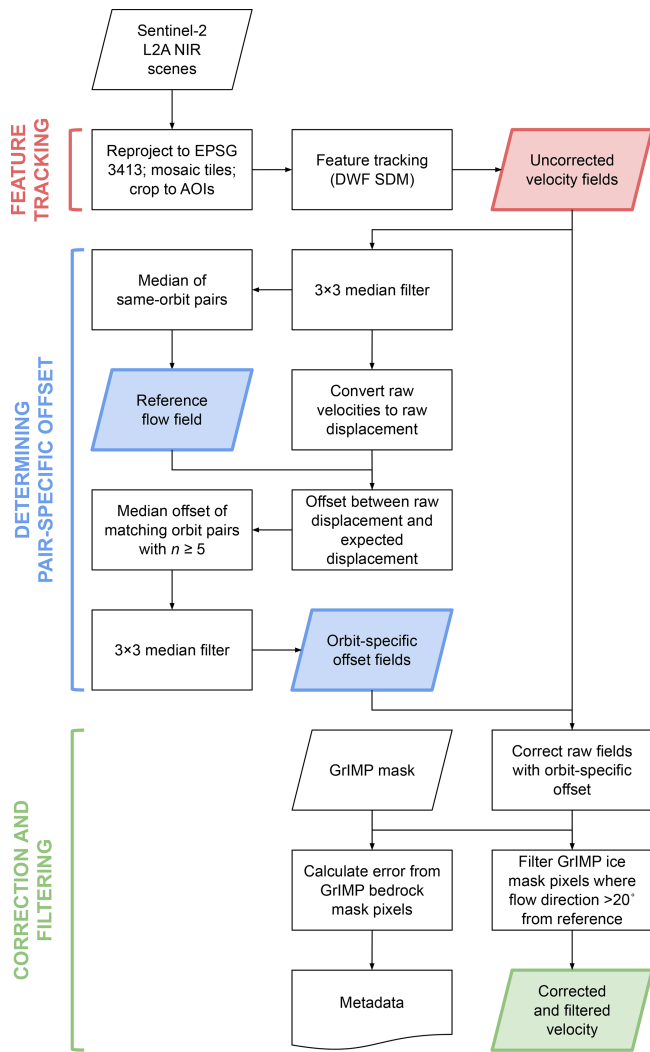 Sentinel-2
L2A NIR
scenes
FEATURE
TRACKING
Reproject to EPSG
3413; mosaic tiles;
crop to AOIs
Feature tracking
(DWF SDM)
Uncorrected
velocity fields
DETERMINING
PAIR-SPECIFIC OFFSET
Median of
same-orbit pairs
3×3 median filter
Reference
flow field
Convert raw
velocities to raw
displacement
Median offset of
matching orbit pairs
with n ≥ 5
Offset between raw
displacement and
expected
displacement
3×3 median filter
Orbit-specific
offset fields
CORRECTION AND
FILTERING
GrIMP mask
Correct raw fields
with orbit-specific
offset
Calculate error from
GrIMP bedrock
mask pixels
Filter GrIMP ice
mask pixels where
flow direction >20˚
from reference
Metadata
Corrected
and filtered
velocity